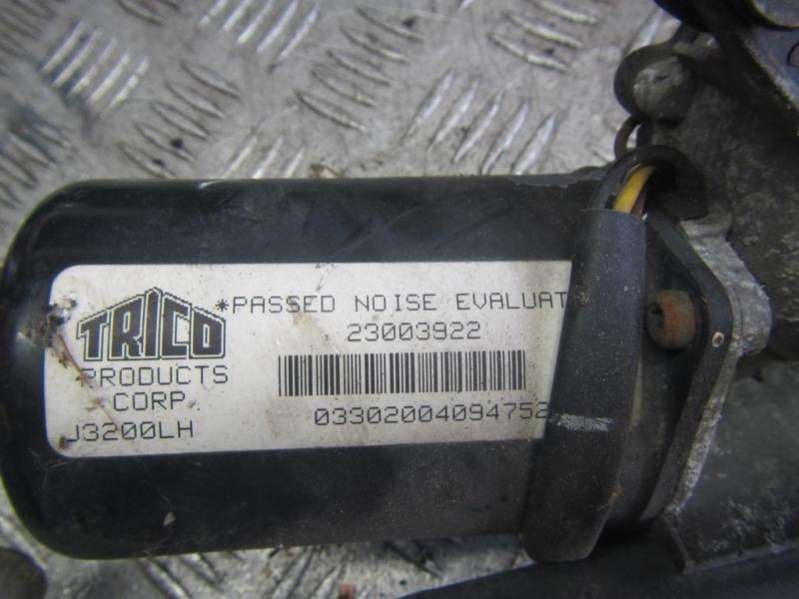 TRICO
PRODUCTS
CORP.
J3200LH
*PASSED NOISE EVALUAT
23003922
03302004094752